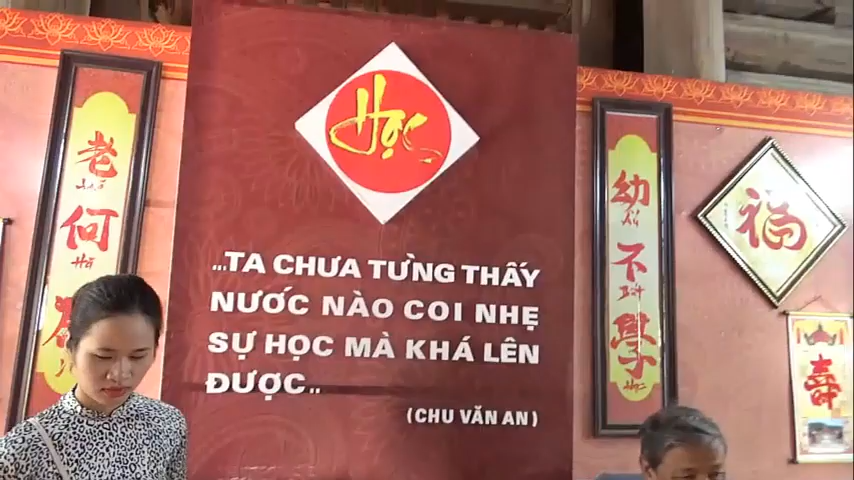 Học
...TA CHƯA TƯNG THẤY
NƯỚC NÀO COI NHẸ
SỰ HỌC MÀ KHÁ LÊN
ĐƯỢC..
(CHU VĂN AN)
老
何
幼
不
學
福
壽